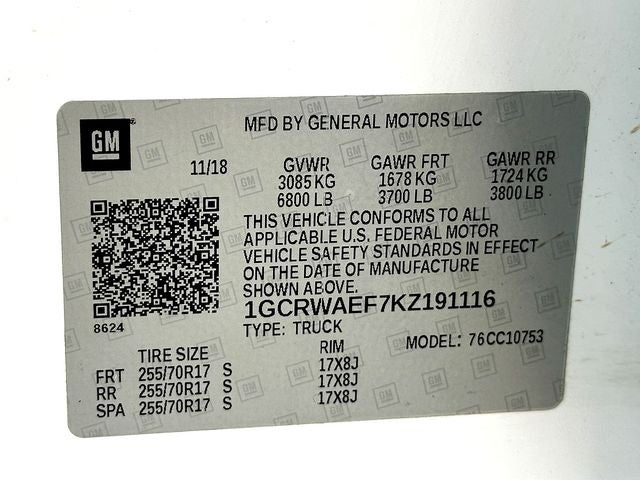 GM
MFD BY GENERAL MOTORS LLC
11/18 GVWR GAWR FRT GAWR RR
3085 KG 1678 KG 1724 KG
6800 LB 3700 LB 3800 LB
THIS VEHICLE CONFORMS TO ALL
APPLICABLE U.S. FEDERAL MOTOR
VEHICLE SAFETY STANDARDS IN EFFECT
ON THE DATE OF MANUFACTURE
SHOWN ABOVE.
1GCRWAEF7KZ191116
8624
TYPE: TRUCK
MODEL: 76CC10753
TIRE SIZE RIM
FRT 255/70R17 S 17X8J
RR 255/70R17 S 17X8J
SPA 255/70R17 S 17X8J